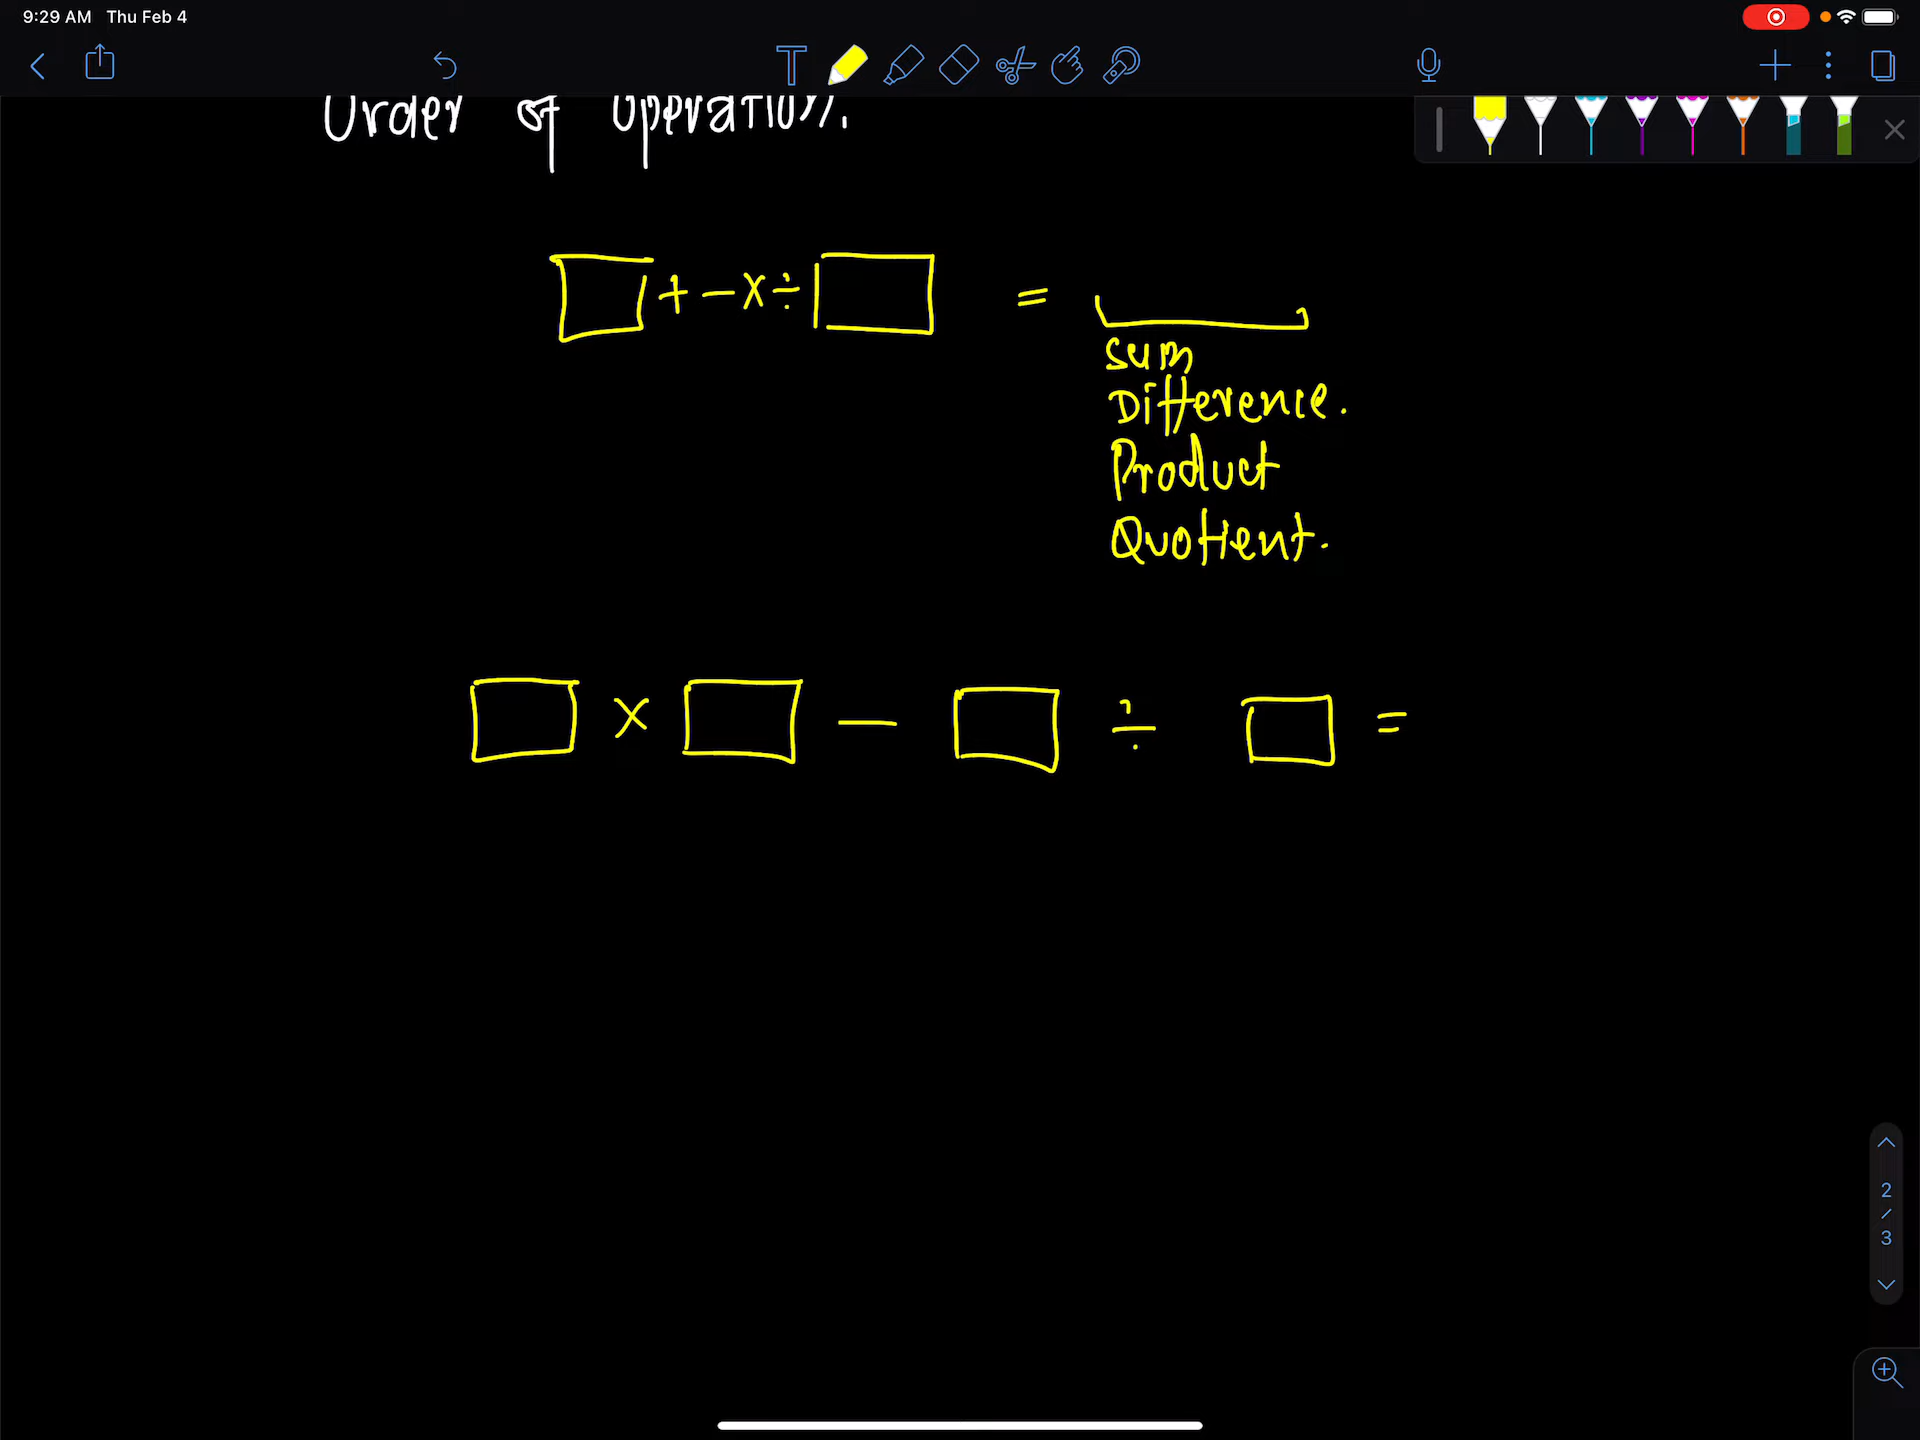 9:29 AM Thu Feb 4
Order of operation.
□ + - x ÷ □ =
Sum
Difference.
Product
Quotient.
□ x □ — □ ÷ □ =
2
/
3